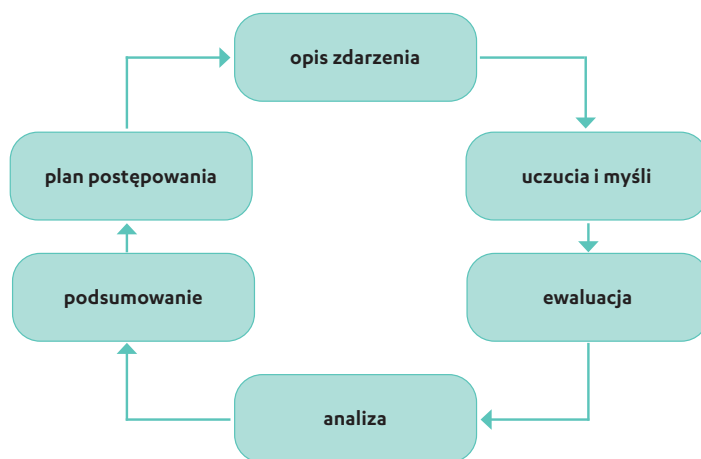 opis zdarzenia
uczucia i myśli
ewaluacja
analiza
podsumowanie
plan postępowania